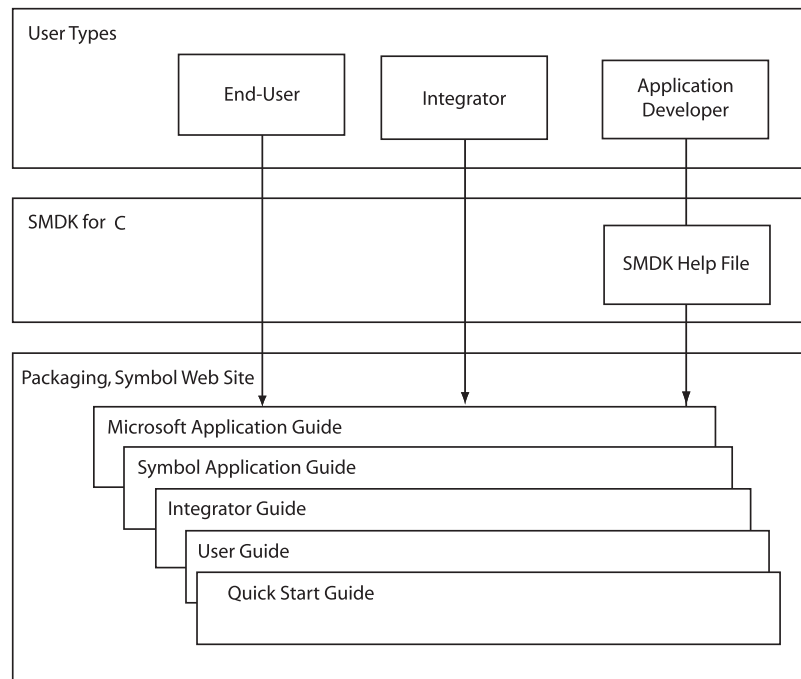 User Types
End-User
Integrator
Application
Developer
SMDK for C
SMDK Help File
Packaging, Symbol Web Site
Microsoft Application Guide
Symbol Application Guide
Integrator Guide
User Guide
Quick Start Guide